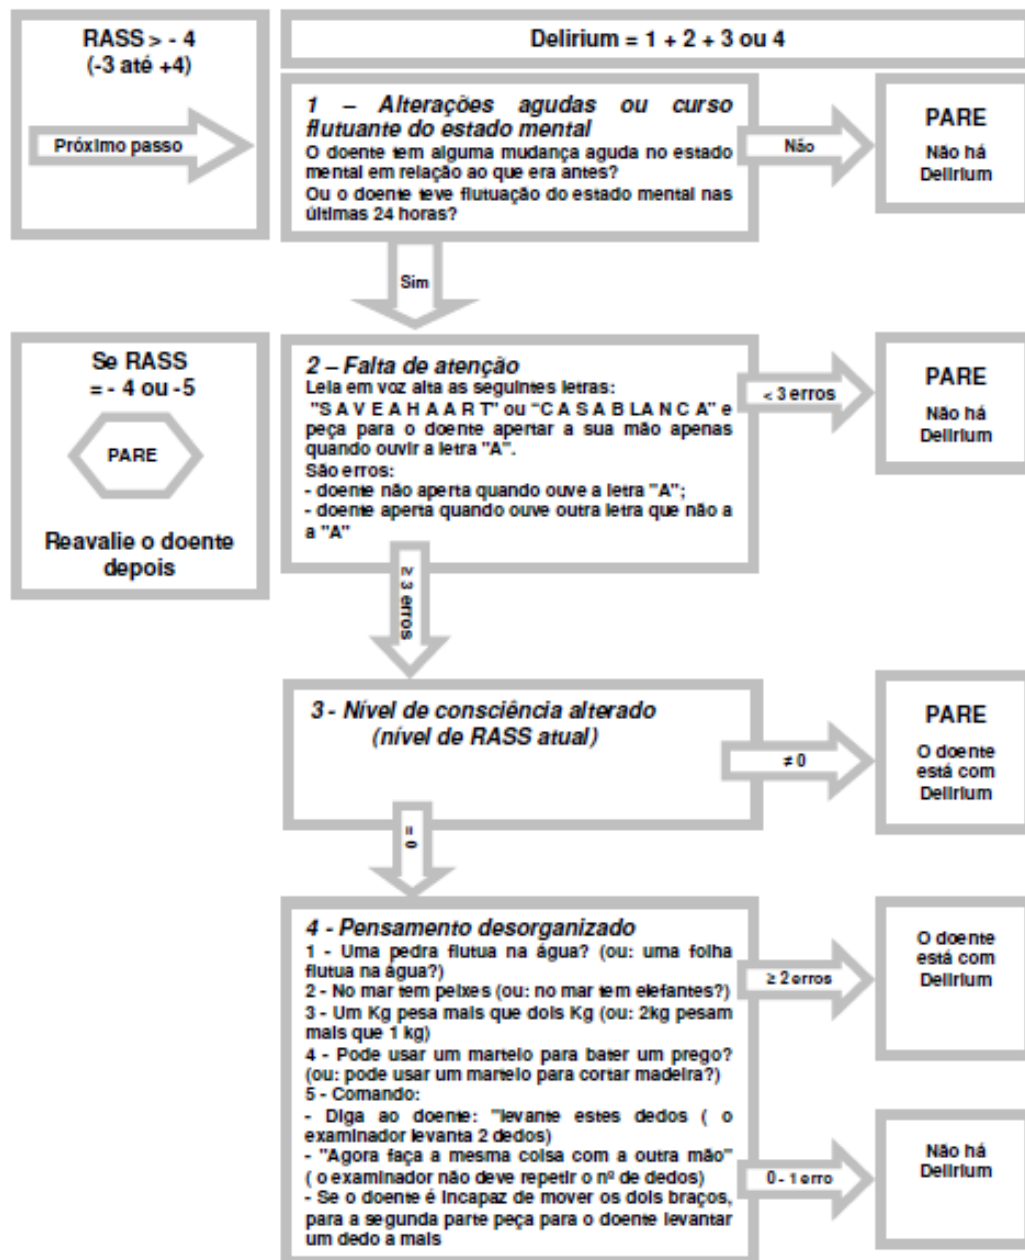 RASS > - 4
(-3 até +4)
Próximo passo
Delirium = 1 + 2 + 3 ou 4
1 – Alterações agudas ou curso
flutuante do estado mental
O doente tem alguma mudança aguda no estado
mental em relação ao que era antes?
Ou o doente teve flutuação do estado mental nas
últimas 24 horas?
Não
PARE
Não há
Delirium
Sim
Se RASS
= - 4 ou -5
PARE
Reavalie o doente
depois
2 – Falta de atenção
Leia em voz alta as seguintes letras:
"S A V E A H A A R T" ou “C A S A B L A N C A" e
peça para o doente apertar a sua mão apenas
quando ouvir a letra "A".
São erros:
- doente não aperta quando ouve a letra "A";
- doente aperta quando ouve outra letra que não a
a "A"
< 3 erros
PARE
Não há
Delirium
≥ 3 erros
3 - Nível de consciência alterado
(nível de RASS atual)
≠ 0
PARE
O doente
está com
Delirium
= 0
4 - Pensamento desorganizado
1 - Uma pedra flutua na água? (ou: uma folha
flutua na água?)
2 - No mar tem peixes (ou: no mar tem elefantes?)
3 - Um Kg pesa mais que dois Kg (ou: 2kg pesam
mais que 1 kg)
4 - Pode usar um martelo para bater um prego?
(ou: pode usar um martelo para cortar madeira?)
5 - Comando:
- Diga ao doente: "levante estes dedos ( o
examinador levanta 2 dedos)
- "Agora faça a mesma coisa com a outra mão"
( o examinador não deve repetir o nº de dedos)
- Se o doente é incapaz de mover os dois braços,
para a segunda parte peça para o doente levantar
um dedo a mais
≥ 2 erros
O doente
está com
Delirium
0 - 1 erro
Não há
Delirium